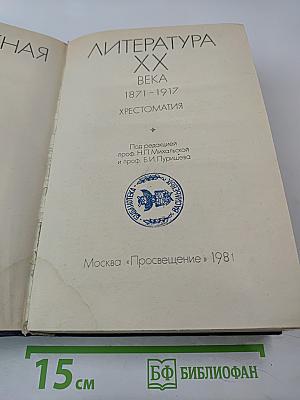 НАЯ
ЛИТЕРАТУРА
XX
ВЕКА
1871–1917
ХРЕСТОМАТИЯ
Под редакцией
проф. Н.П. Михальской
и проф. Б.И. Пуришева
БИБЛИОТЕКА
Москва «Просвещение» 1981
15 см
БФ БИБЛИОФАН